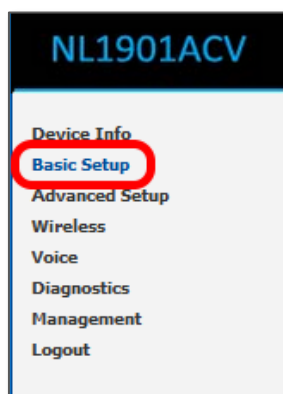 NL1901ACV
Device Info
Basic Setup
Advanced Setup
Wireless
Voice
Diagnostics
Management
Logout